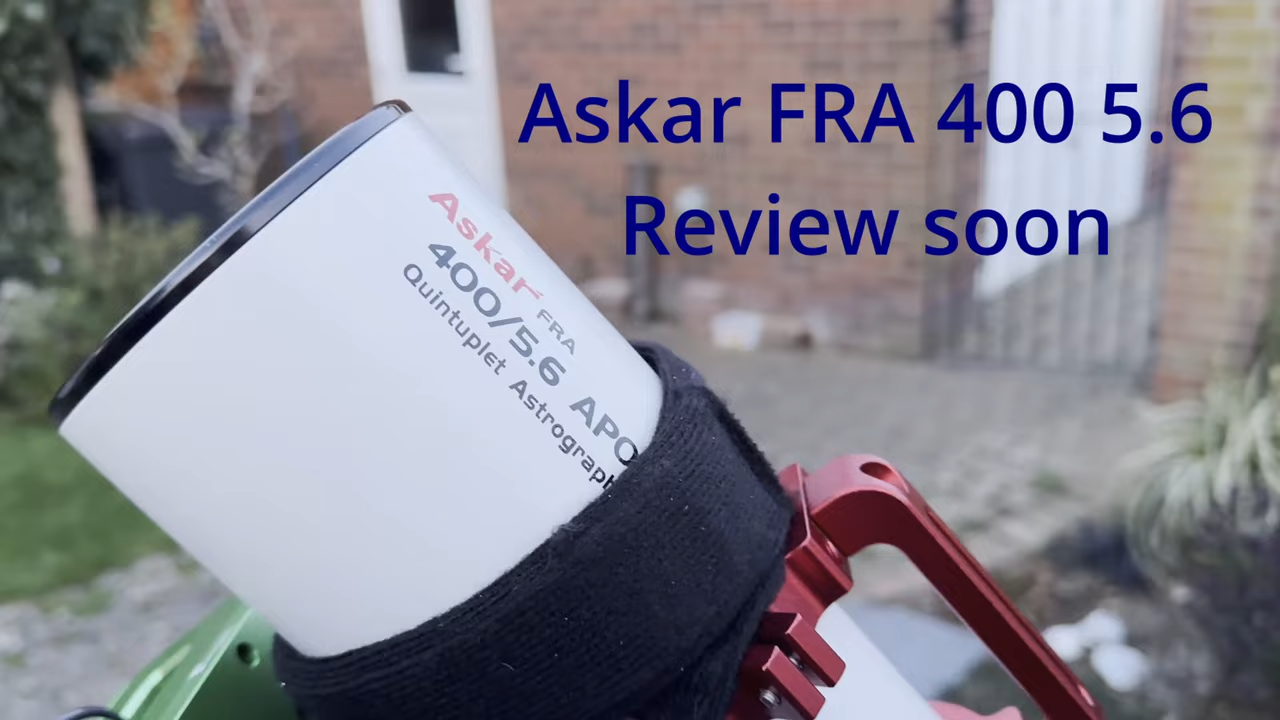 Askar FRA 400 5.6
Review soon
Askar FRA
400/5.6 APO
Quintuplet Astrograph